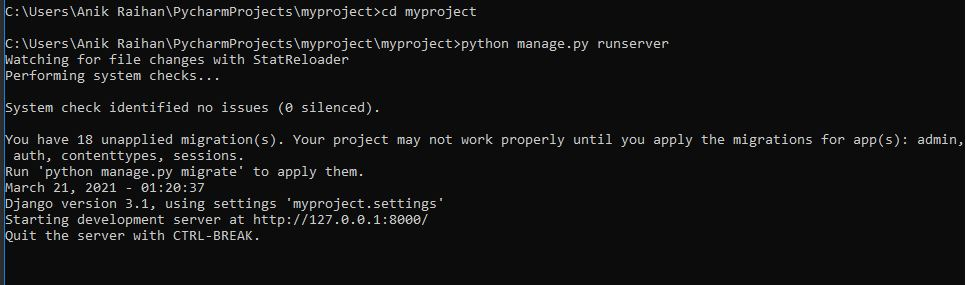 C:\Users\Anik Raihan\PycharmProjects\myproject>cd myproject
C:\Users\Anik Raihan\PycharmProjects\myproject\myproject>python manage.py runserver
Watching for file changes with StatReloader
Performing system checks...
System check identified no issues (0 silenced).
You have 18 unapplied migration(s). Your project may not work properly until you apply the migrations for app(s): admin,
 auth, contenttypes, sessions.
Run 'python manage.py migrate' to apply them.
March 21, 2021 - 01:20:37
Django version 3.1, using settings 'myproject.settings'
Starting development server at http://127.0.0.1:8000/
Quit the server with CTRL-BREAK.